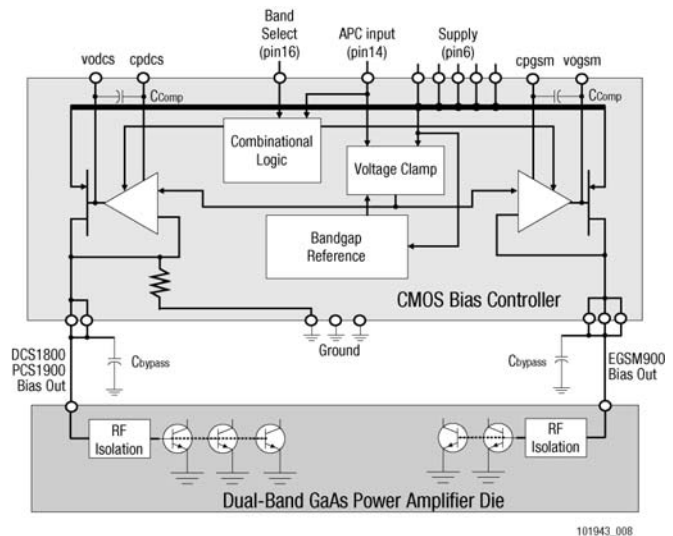 Band
Select
(pin16)
APC input
(pin14)
Supply
(pin6)
vodcs
cpdcs
cpgsm
vogsm
CComp
CComp
Combinational
Logic
Voltage Clamp
Bandgap
Reference
CMOS Bias Controller
Ground
DCS1800
PCS1900
Bias Out
Cbypass
Cbypass
EGSM900
Bias Out
RF
Isolation
RF
Isolation
Dual-Band GaAs Power Amplifier Die
101943_008